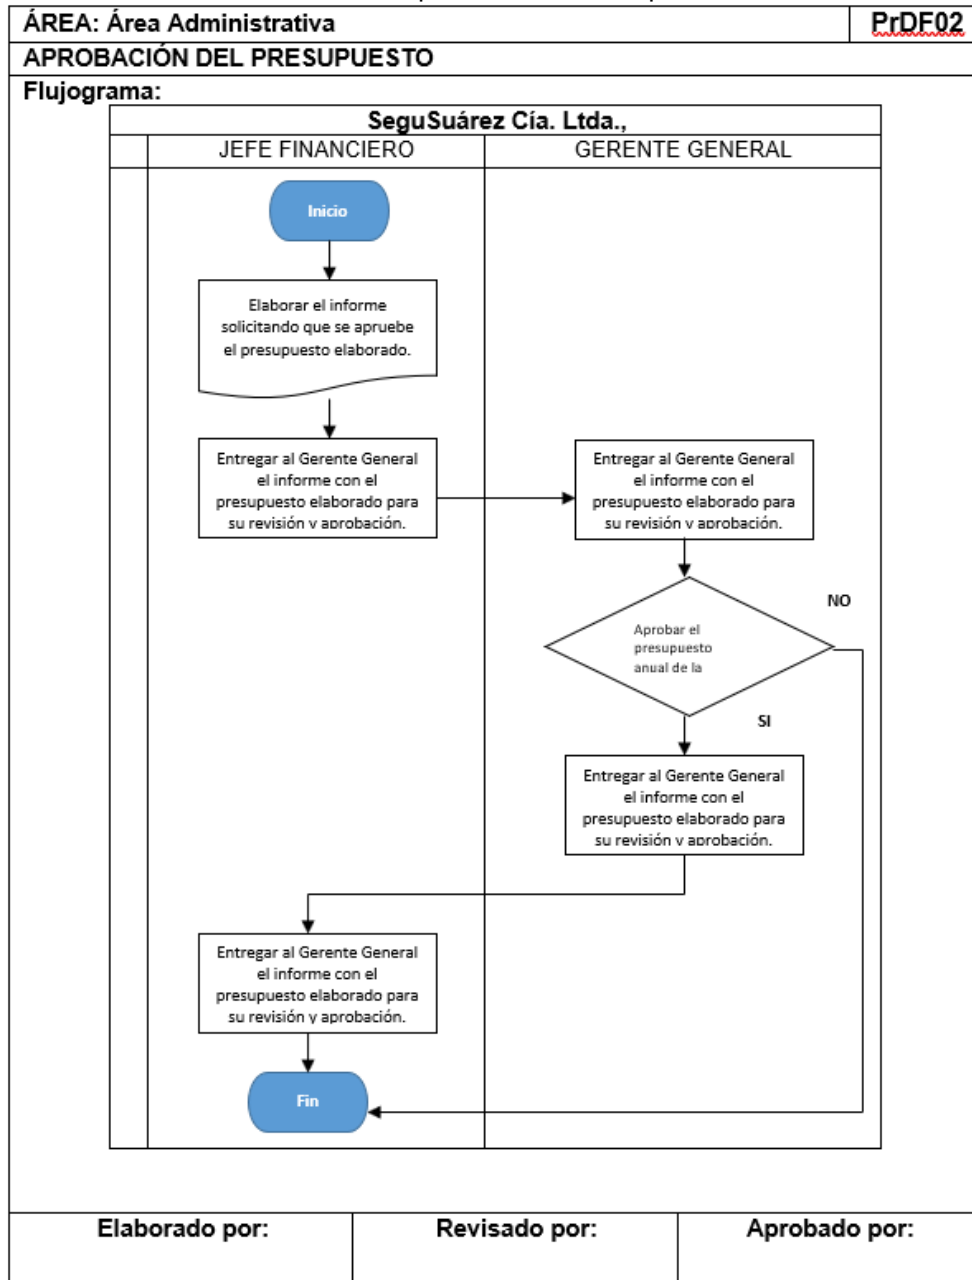 ÁREA: Área Administrativa
PrDF02
APROBACIÓN DEL PRESUPUESTO
Flujograma:
SeguSuárez Cía. Ltda.,
JEFE FINANCIERO
GERENTE GENERAL
Inicio
Elaborar el informe
solicitando que se apruebe
el presupuesto elaborado.
Entregar al Gerente General
el informe con el
presupuesto elaborado para
su revisión y aprobación.
Entregar al Gerente General
el informe con el
presupuesto elaborado para
su revisión y aprobación.
NO
Aprobar el
presupuesto
anual de la
SI
Entregar al Gerente General
el informe con el
presupuesto elaborado para
su revisión y aprobación.
Entregar al Gerente General
el informe con el
presupuesto elaborado para
su revisión y aprobación.
Fin
Elaborado por:
Revisado por:
Aprobado por: